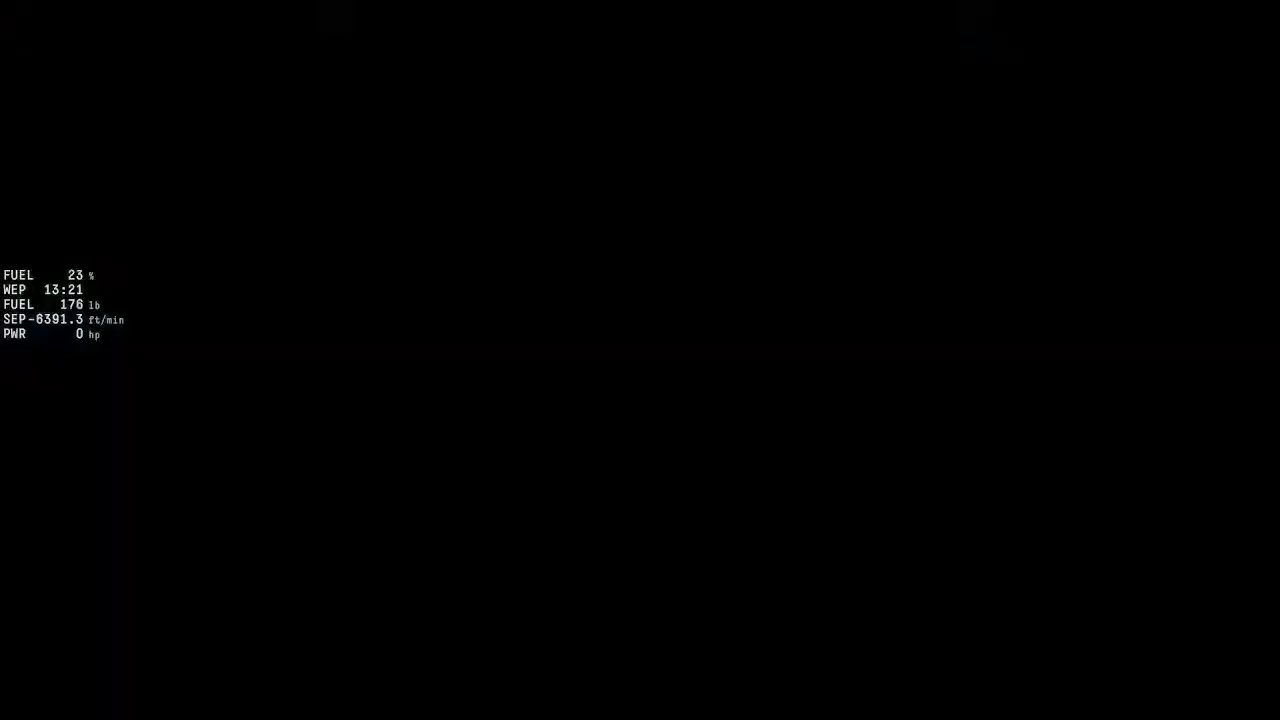 FUEL 23 %
WEP 13:21
FUEL 176 lb
SEP-6391.3 ft/min
PWR 0 hp